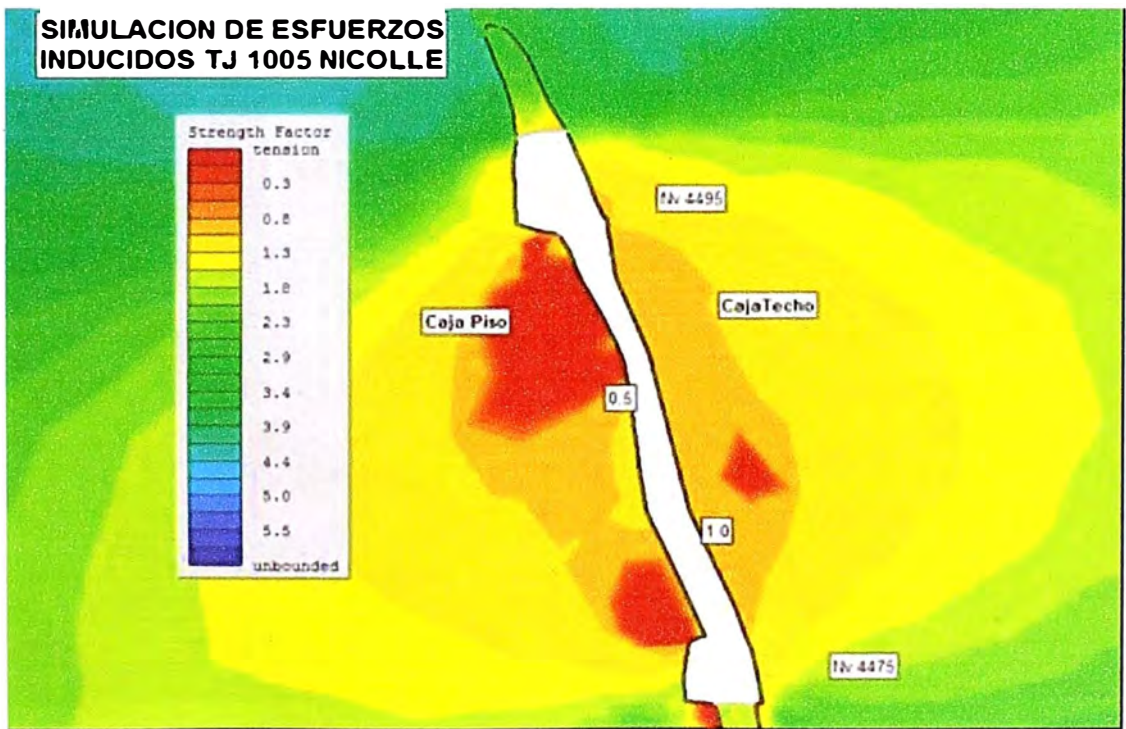 SIMULACION DE ESFUERZOS
INDUCIDOS TJ 1005 NICOLLE
Strength Factor
tension
0.3
0.8
1.3
1.8
2.3
2.9
3.4
3.9
4.4
5.0
5.5
unbounded
Nv 4495
Caja Piso
CajaTecho
0.5
1.0
Nv 4475